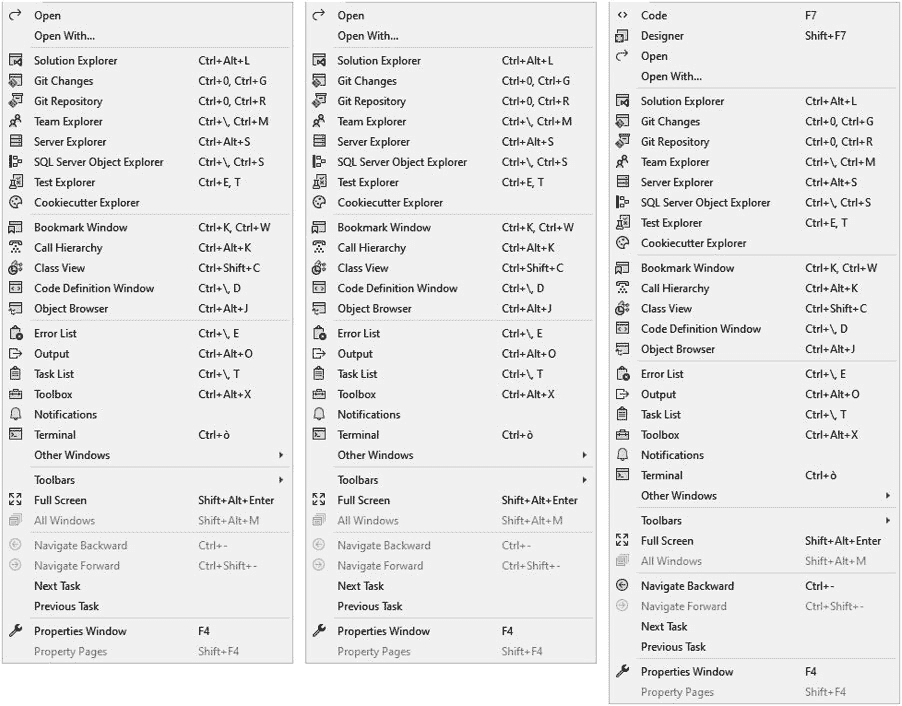 Open
Open With...
Solution Explorer Ctrl+Alt+L
Git Changes Ctrl+0, Ctrl+G
Git Repository Ctrl+0, Ctrl+R
Team Explorer Ctrl+\, Ctrl+M
Server Explorer Ctrl+Alt+S
SQL Server Object Explorer Ctrl+\, Ctrl+S
Test Explorer Ctrl+E, T
Cookiecutter Explorer
Bookmark Window Ctrl+K, Ctrl+W
Call Hierarchy Ctrl+Alt+K
Class View Ctrl+Shift+C
Code Definition Window Ctrl+\, D
Object Browser Ctrl+Alt+J
Error List Ctrl+\, E
Output Ctrl+Alt+O
Task List Ctrl+\, T
Toolbox Ctrl+Alt+X
Notifications
Terminal Ctrl+ò
Other Windows
Toolbars
Full Screen Shift+Alt+Enter
All Windows Shift+Alt+M
Navigate Backward Ctrl+-
Navigate Forward Ctrl+Shift+-
Next Task
Previous Task
Properties Window F4
Property Pages Shift+F4
Open
Open With...
Solution Explorer Ctrl+Alt+L
Git Changes Ctrl+0, Ctrl+G
Git Repository Ctrl+0, Ctrl+R
Team Explorer Ctrl+\, Ctrl+M
Server Explorer Ctrl+Alt+S
SQL Server Object Explorer Ctrl+\, Ctrl+S
Test Explorer Ctrl+E, T
Cookiecutter Explorer
Bookmark Window Ctrl+K, Ctrl+W
Call Hierarchy Ctrl+Alt+K
Class View Ctrl+Shift+C
Code Definition Window Ctrl+\, D
Object Browser Ctrl+Alt+J
Error List Ctrl+\, E
Output Ctrl+Alt+O
Task List Ctrl+\, T
Toolbox Ctrl+Alt+X
Notifications
Terminal Ctrl+ò
Other Windows
Toolbars
Full Screen Shift+Alt+Enter
All Windows Shift+Alt+M
Navigate Backward Ctrl+-
Navigate Forward Ctrl+Shift+-
Next Task
Previous Task
Properties Window F4
Property Pages Shift+F4
Code F7
Designer Shift+F7
Open
Open With...
Solution Explorer Ctrl+Alt+L
Git Changes Ctrl+0, Ctrl+G
Git Repository Ctrl+0, Ctrl+R
Team Explorer Ctrl+\, Ctrl+M
Server Explorer Ctrl+Alt+S
SQL Server Object Explorer Ctrl+\, Ctrl+S
Test Explorer Ctrl+E, T
Cookiecutter Explorer
Bookmark Window Ctrl+K, Ctrl+W
Call Hierarchy Ctrl+Alt+K
Class View Ctrl+Shift+C
Code Definition Window Ctrl+\, D
Object Browser Ctrl+Alt+J
Error List Ctrl+\, E
Output Ctrl+Alt+O
Task List Ctrl+\, T
Toolbox Ctrl+Alt+X
Notifications
Terminal Ctrl+ò
Other Windows
Toolbars
Full Screen Shift+Alt+Enter
All Windows Shift+Alt+M
Navigate Backward Ctrl+-
Navigate Forward Ctrl+Shift+-
Next Task
Previous Task
Properties Window F4
Property Pages Shift+F4